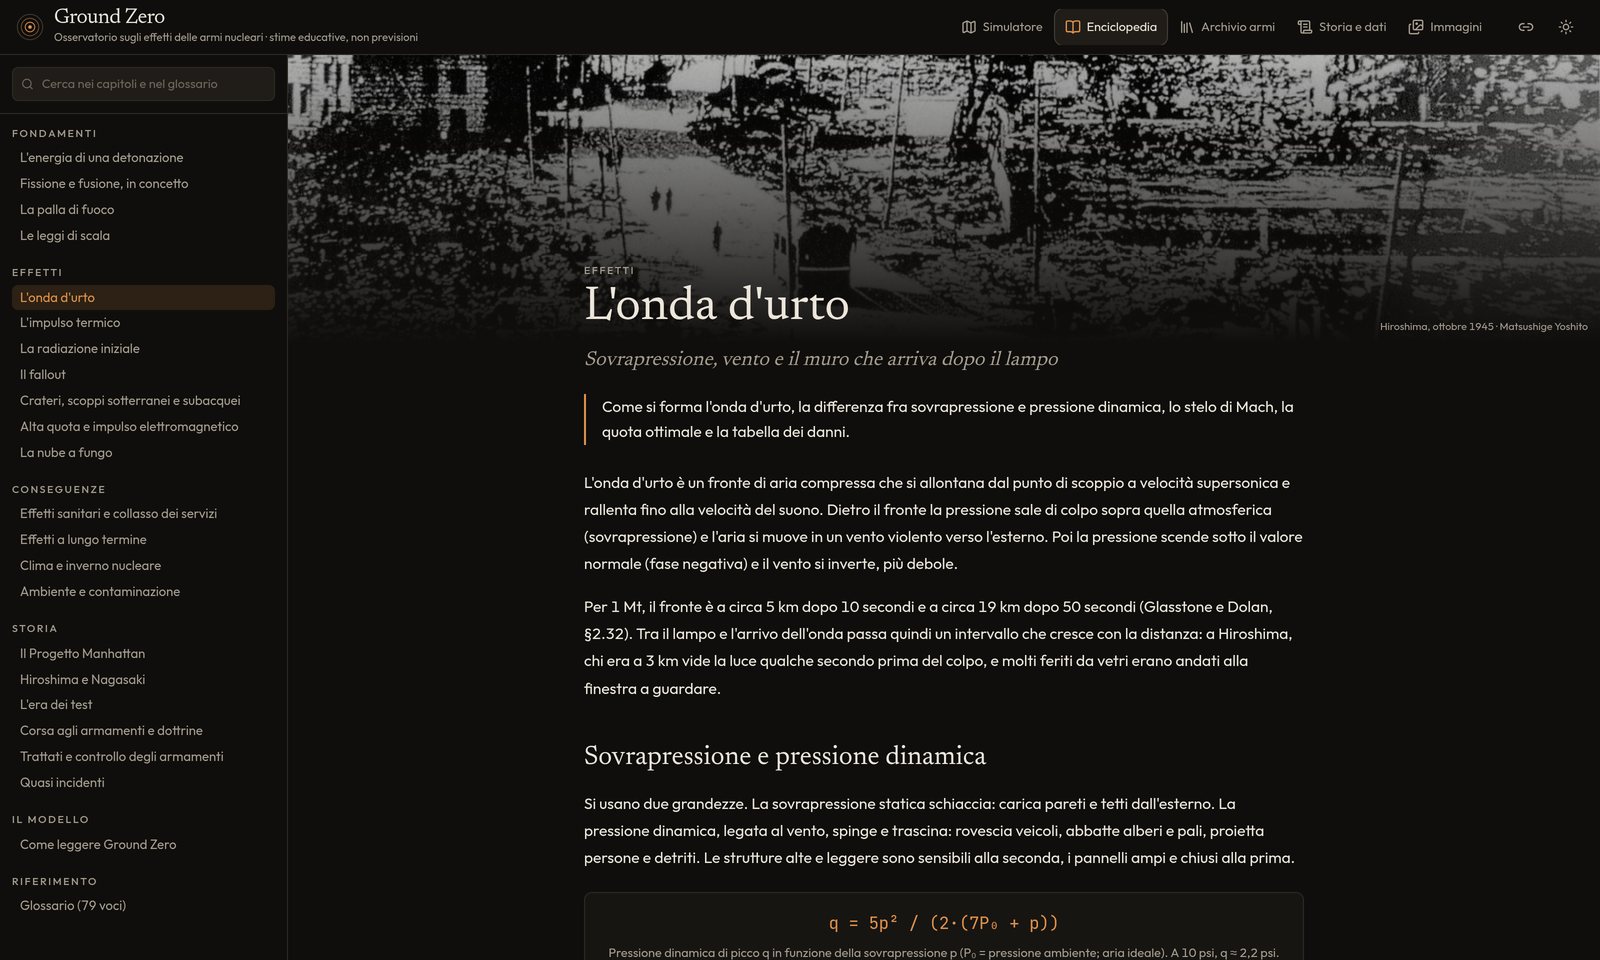 Ground Zero
Osservatorio sugli effetti delle armi nucleari · stime educative, non previsioni
Simulatore
Enciclopedia
Archivio armi
Storia e dati
Immagini
Cerca nei capitoli e nel glossario
FONDAMENTI
L'energia di una detonazione
Fissione e fusione, in concetto
La palla di fuoco
Le leggi di scala
EFFETTI
L'onda d'urto
L'impulso termico
La radiazione iniziale
Il fallout
Crateri, scoppi sotterranei e subacquei
Alta quota e impulso elettromagnetico
La nube a fungo
CONSEGUENZE
Effetti sanitari e collasso dei servizi
Effetti a lungo termine
Clima e inverno nucleare
Ambiente e contaminazione
STORIA
Il Progetto Manhattan
Hiroshima e Nagasaki
L'era dei test
Corsa agli armamenti e dottrine
Trattati e controllo degli armamenti
Quasi incidenti
IL MODELLO
Come leggere Ground Zero
RIFERIMENTO
Glossario (79 voci)
EFFETTI
L'onda d'urto
Hiroshima, ottobre 1945 · Matsushige Yoshito
Sovrapressione, vento e il muro che arriva dopo il lampo
Come si forma l'onda d'urto, la differenza fra sovrapressione e pressione dinamica, lo stelo di Mach, la
quota ottimale e la tabella dei danni.
L'onda d'urto è un fronte di aria compressa che si allontana dal punto di scoppio a velocità supersonica e
rallenta fino alla velocità del suono. Dietro il fronte la pressione sale di colpo sopra quella atmosferica
(sovrapressione) e l'aria si muove in un vento violento verso l'esterno. Poi la pressione scende sotto il valore
normale (fase negativa) e il vento si inverte, più debole.
Per 1 Mt, il fronte è a circa 5 km dopo 10 secondi e a circa 19 km dopo 50 secondi (Glasstone e Dolan,
§2.32). Tra il lampo e l'arrivo dell'onda passa quindi un intervallo che cresce con la distanza: a Hiroshima,
chi era a 3 km vide la luce qualche secondo prima del colpo, e molti feriti da vetri erano andati alla
finestra a guardare.
Sovrapressione e pressione dinamica
Si usano due grandezze. La sovrapressione statica schiaccia: carica pareti e tetti dall'esterno. La
pressione dinamica, legata al vento, spinge e trascina: rovescia veicoli, abbatte alberi e pali, proietta
persone e detriti. Le strutture alte e leggere sono sensibili alla seconda, i pannelli ampi e chiusi alla prima.
q = 5p² / (2·(7P₀ + p))
Pressione dinamica di picco q in funzione della sovrapressione p (P₀ = pressione ambiente; aria ideale). A 10 psi, q ≈ 2,2 psi.